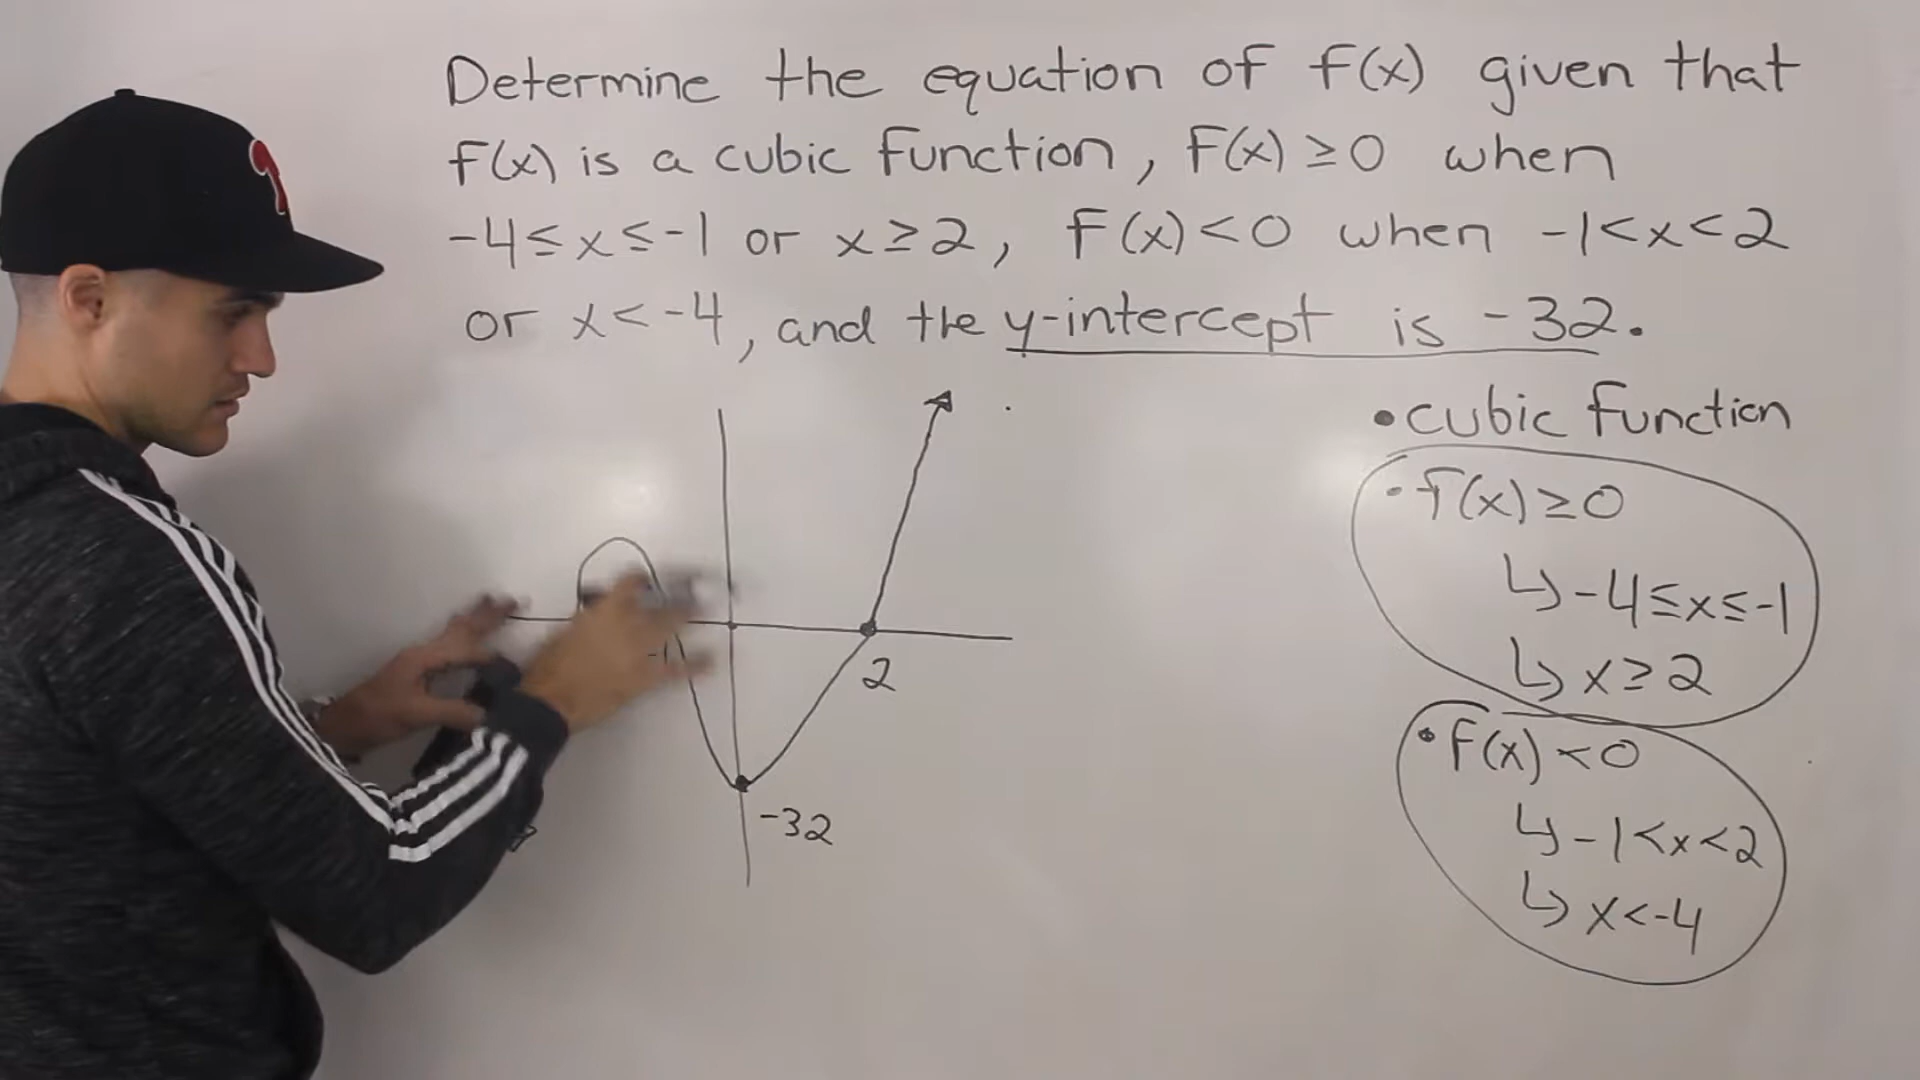 Determine the equation of f(x) given that
f(x) is a cubic function, f(x) ≥ 0 when
-4 ≤ x ≤ -1 or x ≥ 2, f(x) < 0 when -1 < x < 2
or x < -4, and the y-intercept is -32.
• cubic function
• f(x) ≥ 0
↳ -4 ≤ x ≤ -1
↳ x ≥ 2
• f(x) < 0
↳ -1 < x < 2
↳ x < -4
-1
2
-32
P